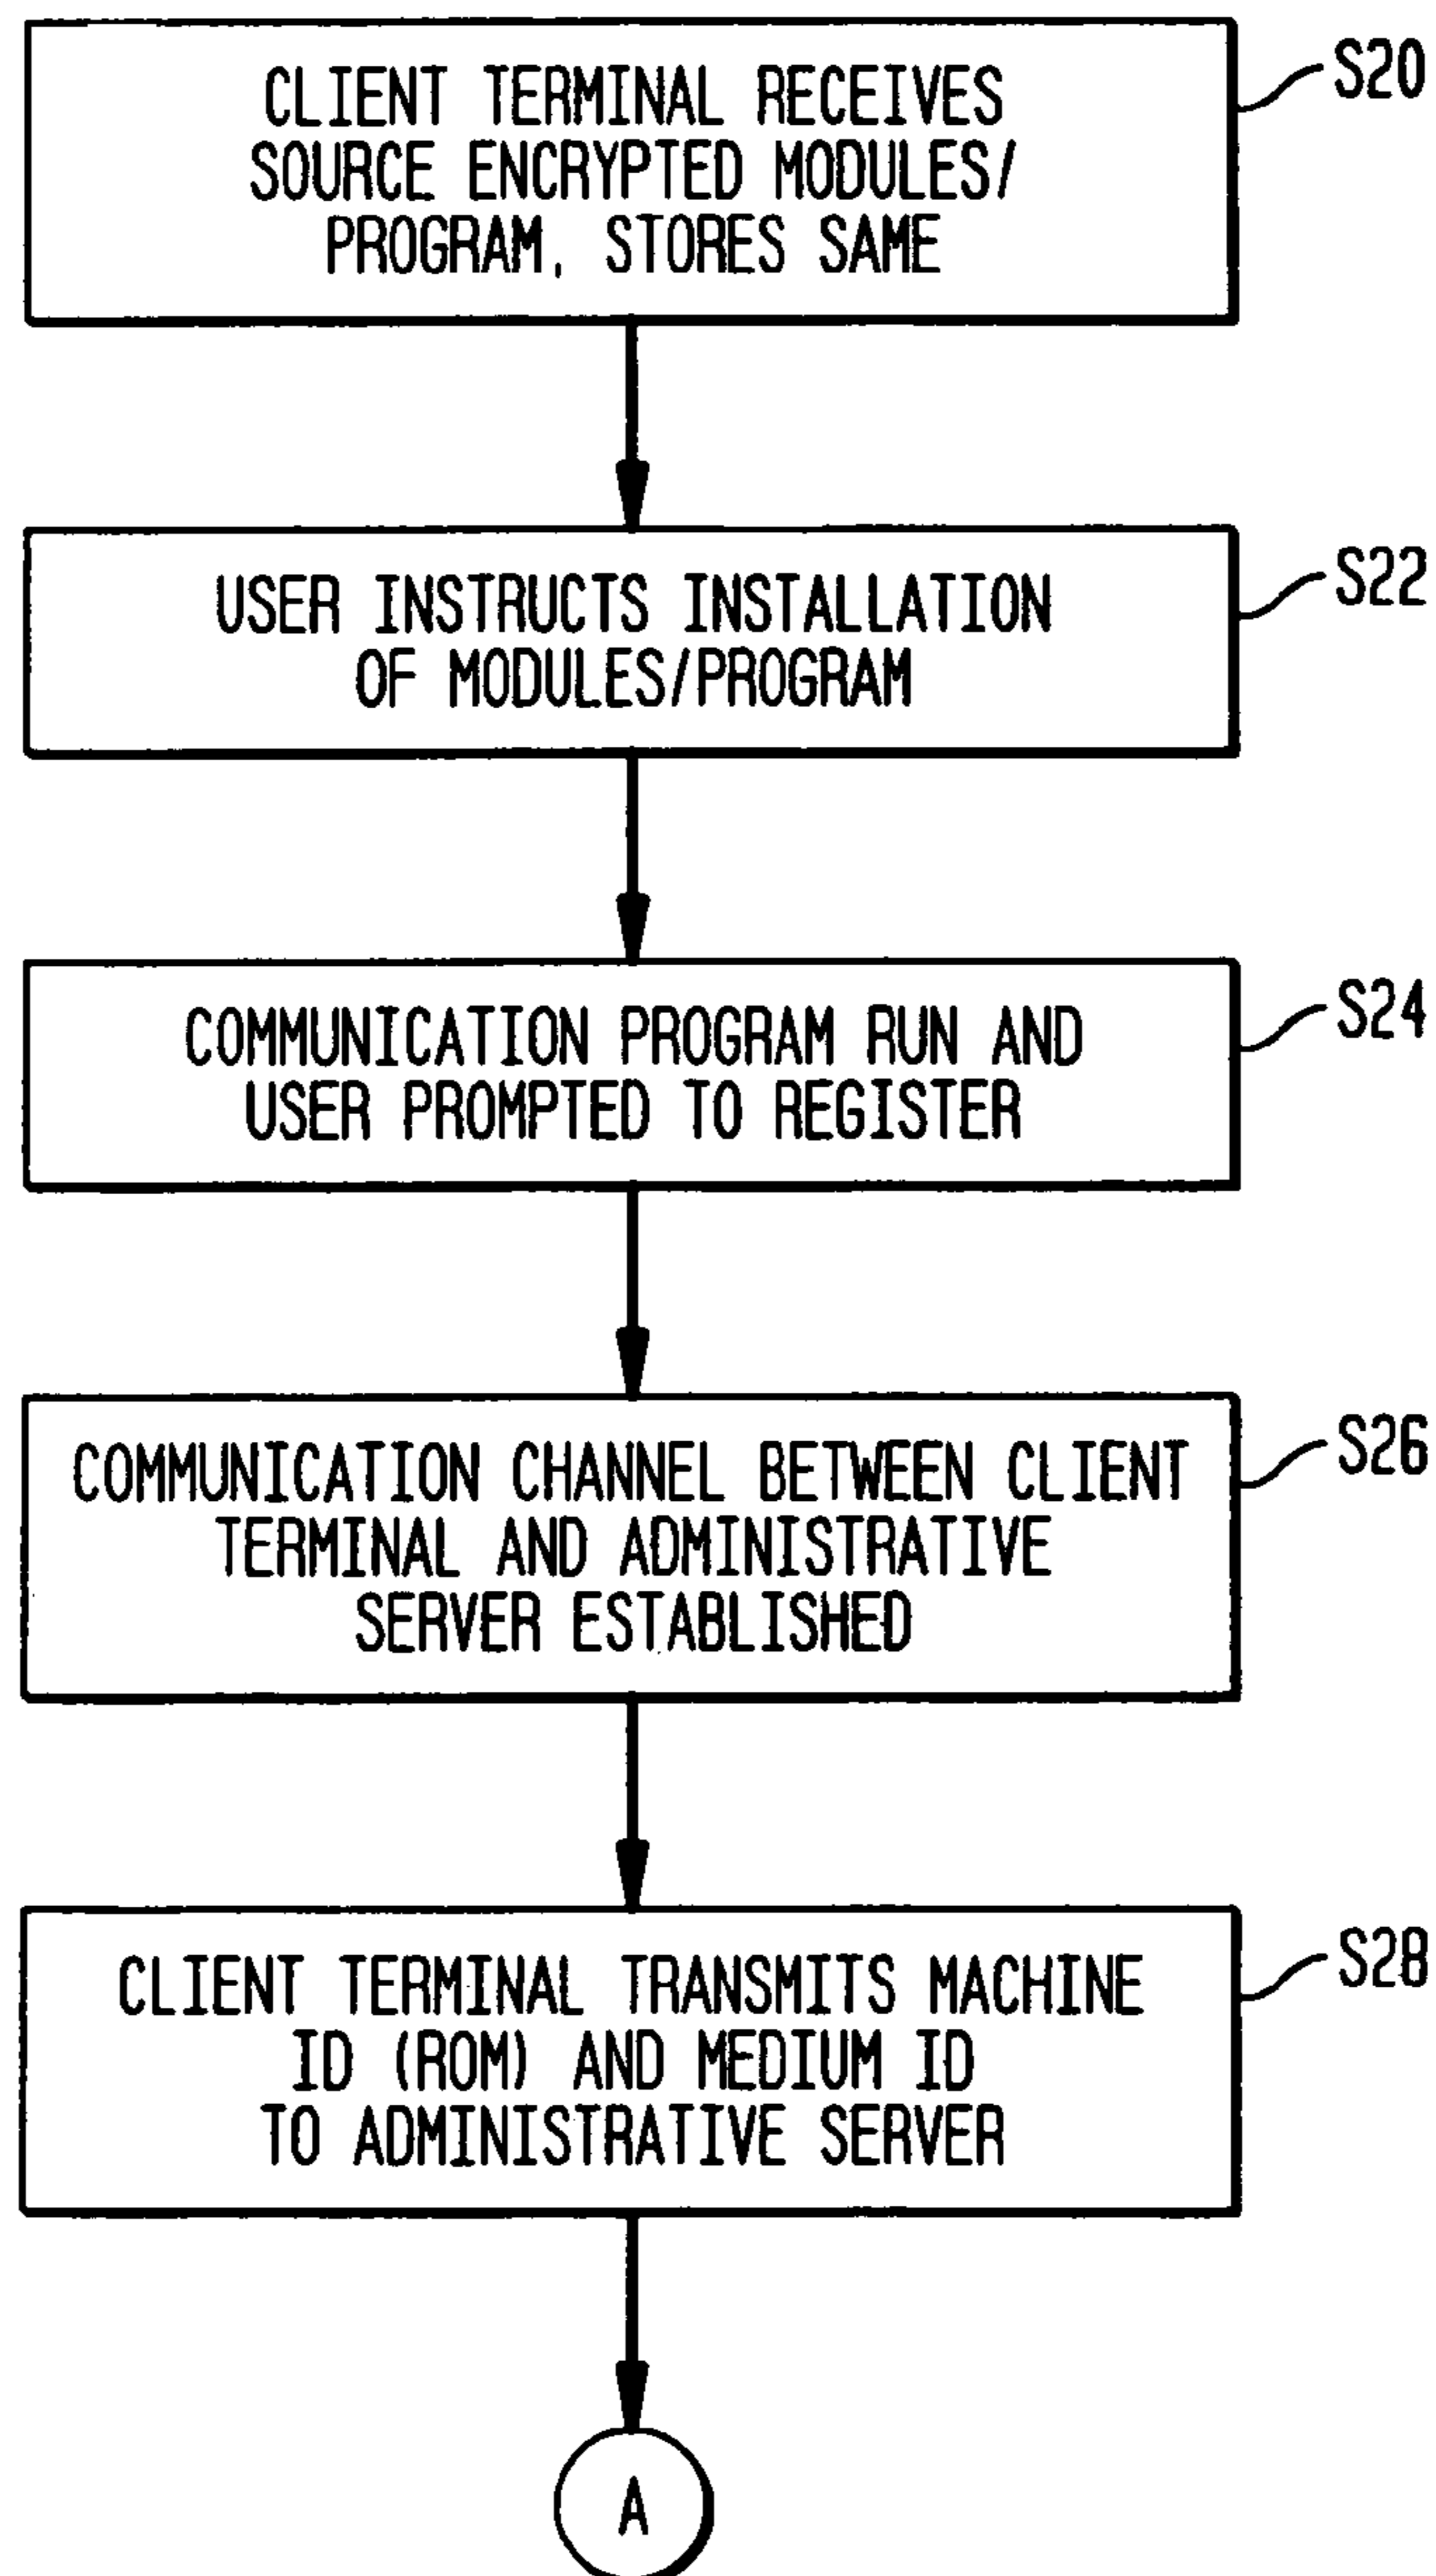 CLIENT TERMINAL RECEIVES
SOURCE ENCRYPTED MODULES/
PROGRAM, STORES SAME
S20
USER INSTRUCTS INSTALLATION
OF MODULES/PROGRAM
S22
COMMUNICATION PROGRAM RUN AND
USER PROMPTED TO REGISTER
S24
COMMUNICATION CHANNEL BETWEEN CLIENT
TERMINAL AND ADMINISTRATIVE
SERVER ESTABLISHED
S26
CLIENT TERMINAL TRANSMITS MACHINE
ID (ROM) AND MEDIUM ID
TO ADMINISTRATIVE SERVER
S28
A